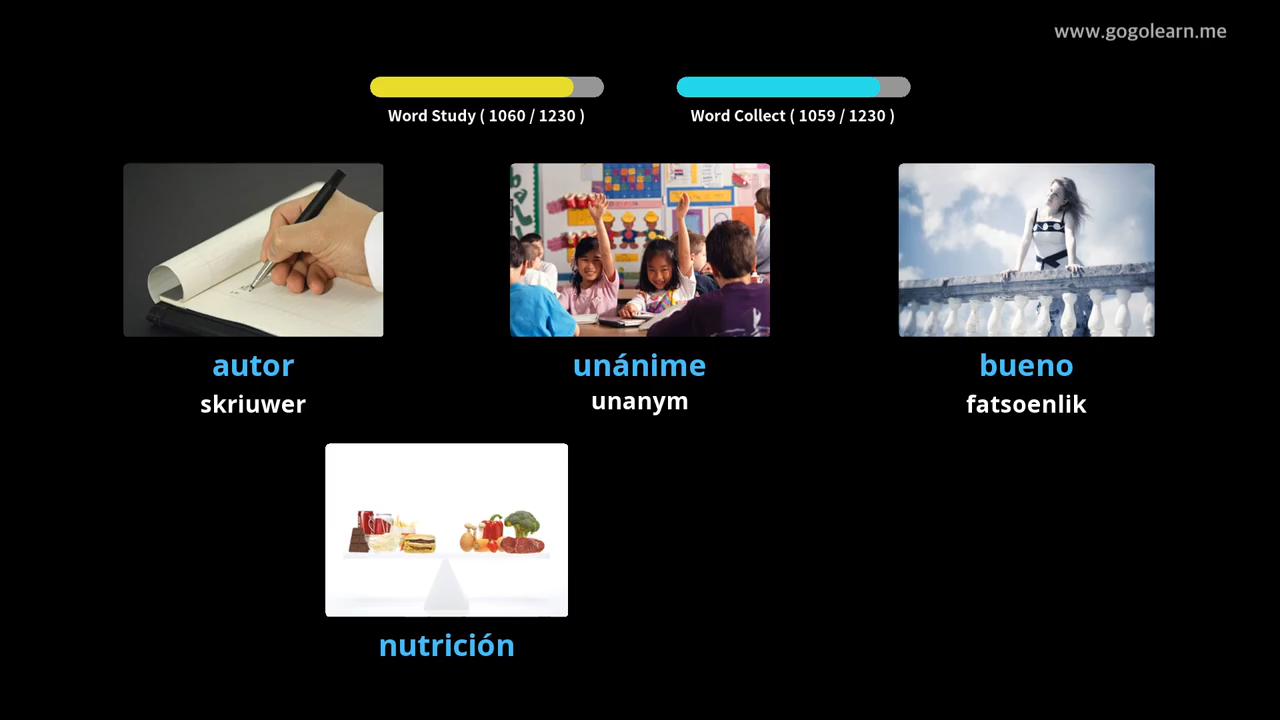 www.gogolearn.me
Word Study ( 1060 / 1230 )
Word Collect ( 1059 / 1230 )
autor
skriuwer
unánime
unanym
bueno
fatsoenlik
nutrición